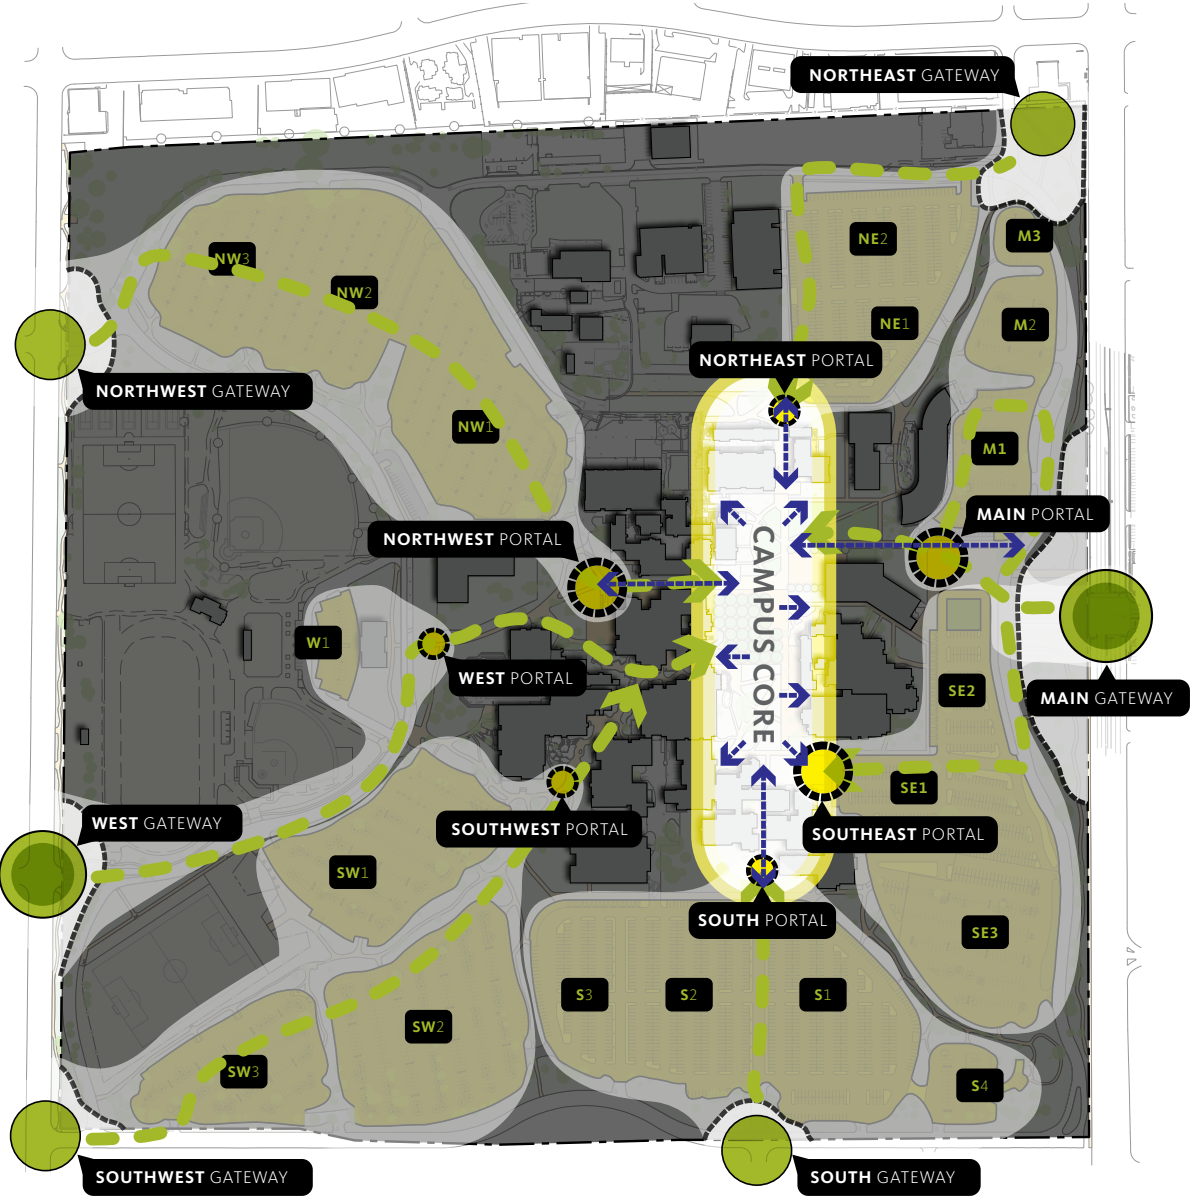 NORTHEAST GATEWAY
NE2
M3
NW3
NW2
NE1
M2
NORTHEAST PORTAL
NORTHWEST GATEWAY
NW1
M1
MAIN PORTAL
NORTHWEST PORTAL
CAMPUS CORE
W1
WEST PORTAL
SE2
MAIN GATEWAY
SE1
WEST GATEWAY
SOUTHWEST PORTAL
SOUTHEAST PORTAL
SW1
SOUTH PORTAL
SE3
S3
S2
S1
SW2
SW3
S4
SOUTHWEST GATEWAY
SOUTH GATEWAY